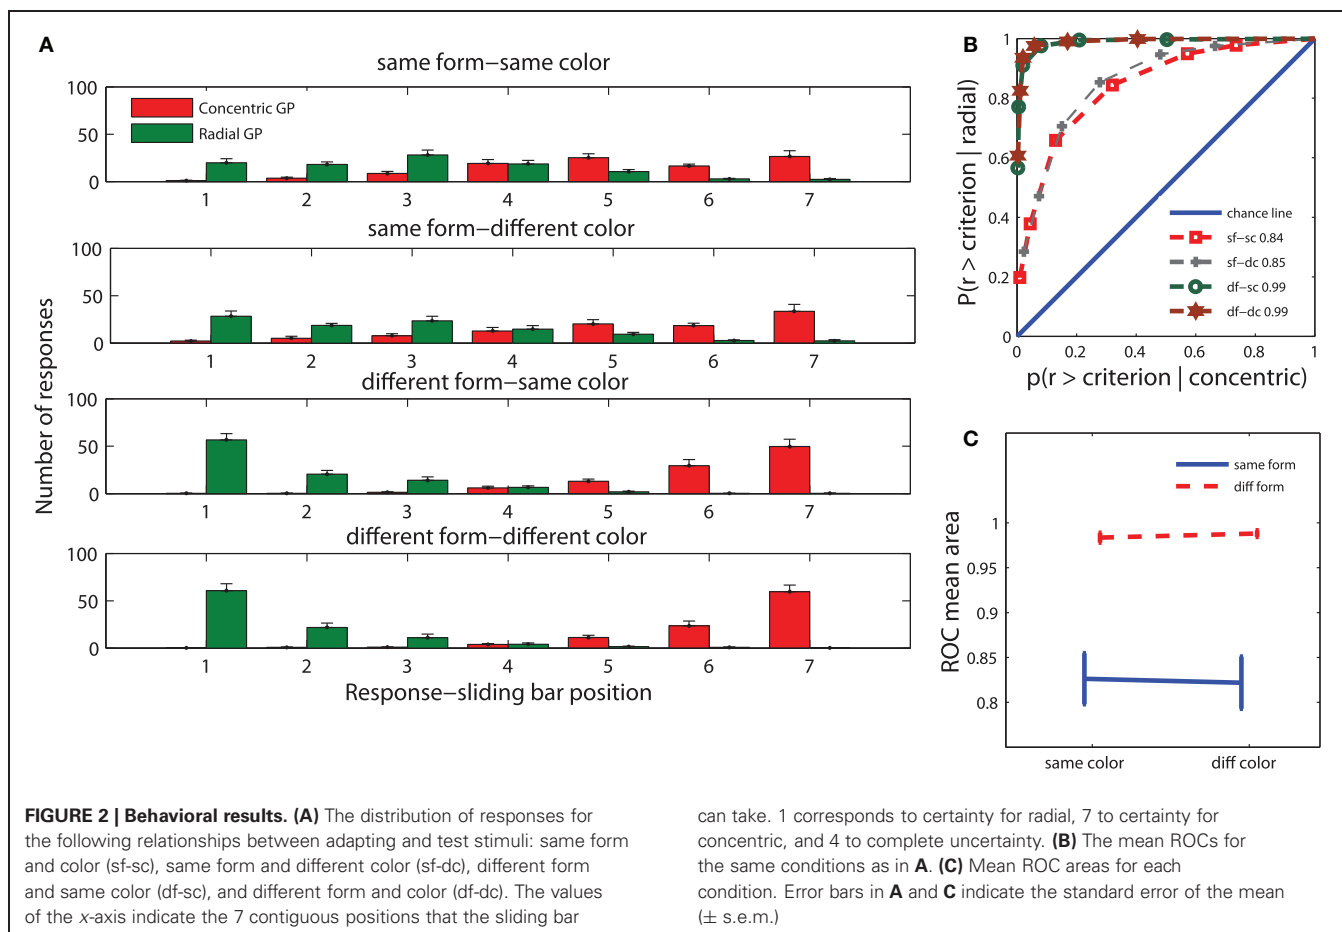 A
same form−same color
100
50
0
Concentric GP
Radial GP
1 2 3 4 5 6 7
same form−different color
100
50
0
1 2 3 4 5 6 7
different form−same color
100
50
0
1 2 3 4 5 6 7
different form−different color
100
50
0
1 2 3 4 5 6 7
Response−sliding bar position
Number of responses
B
1
0.8
0.6
0.4
0.2
0
0 0.2 0.4 0.6 0.8 1
P(r > criterion | radial)
p(r > criterion | concentric)
chance line
sf−sc 0.84
sf−dc 0.85
df−sc 0.99
df−dc 0.99
C
same form
diff form
1
0.95
0.9
0.85
0.8
ROC mean area
same color diff color
FIGURE 2 | Behavioral results. (A) The distribution of responses for
the following relationships between adapting and test stimuli: same form
and color (sf-sc), same form and different color (sf-dc), different form
and same color (df-sc), and different form and color (df-dc). The values
of the x-axis indicate the 7 contiguous positions that the sliding bar
can take. 1 corresponds to certainty for radial, 7 to certainty for
concentric, and 4 to complete uncertainty. (B) The mean ROCs for
the same conditions as in A. (C) Mean ROC areas for each
condition. Error bars in A and C indicate the standard error of the mean
(± s.e.m.)